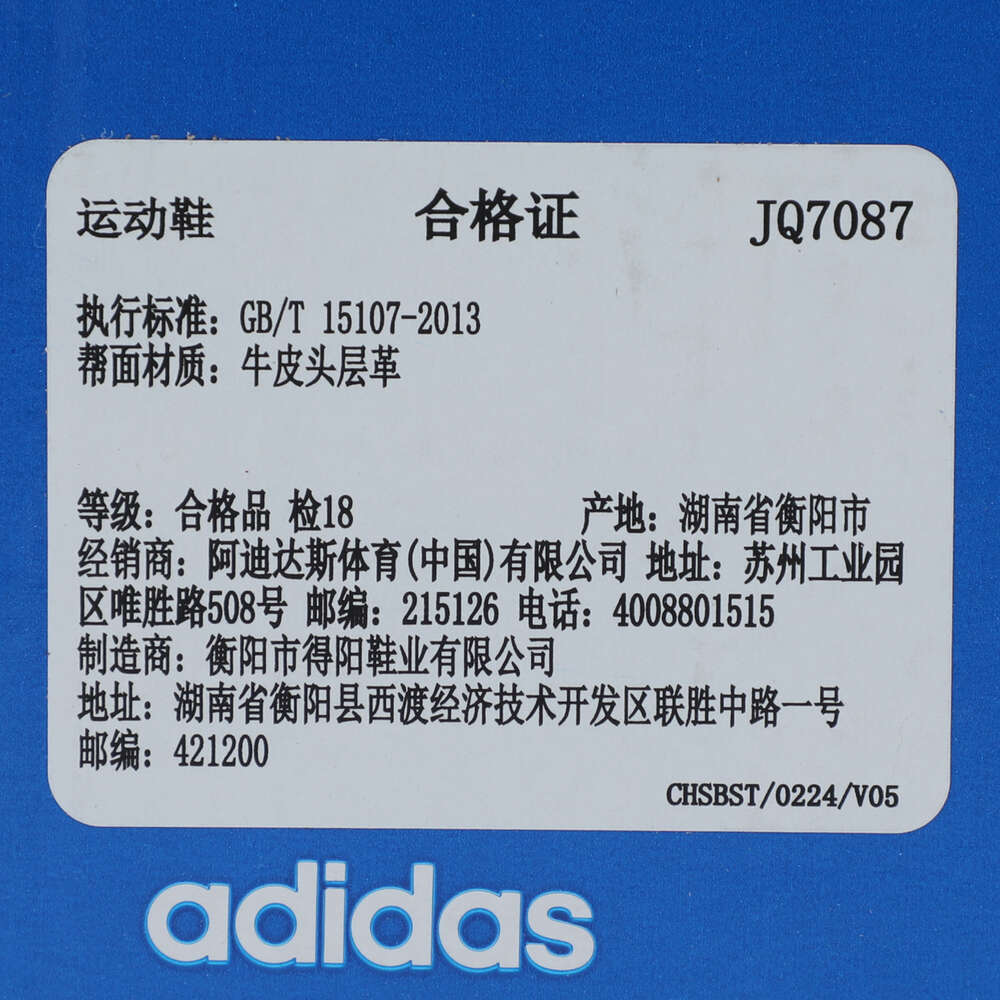 运动鞋 合格证 JQ7087
执行标准：GB/T 15107-2013
帮面材质：牛皮头层革
等级：合格品 检18 产地：湖南省衡阳市
经销商：阿迪达斯体育(中国)有限公司 地址：苏州工业园
区唯胜路508号 邮编：215126 电话：4008801515
制造商：衡阳市得阳鞋业有限公司
地址：湖南省衡阳县西渡经济技术开发区联胜中路一号
邮编：421200
CHSBST/0224/V05
adidas